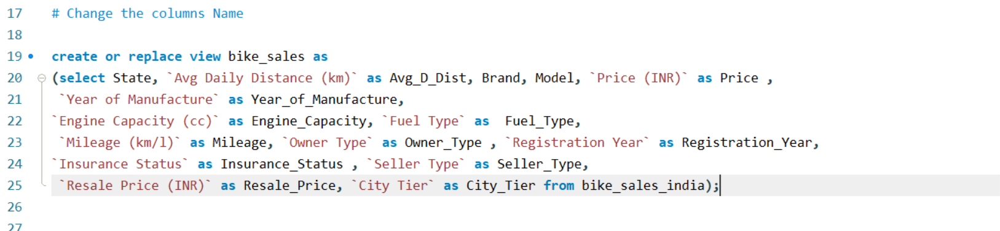 17 # Change the columns Name
18
19 create or replace view bike_sales as
20 (select State, `Avg Daily Distance (km)` as Avg_D_Dist, Brand, Model, `Price (INR)` as Price ,
21 `Year of Manufacture` as Year_of_Manufacture,
22 `Engine Capacity (cc)` as Engine_Capacity, `Fuel Type` as  Fuel_Type,
23 `Mileage (km/l)` as Mileage, `Owner Type` as Owner_Type , `Registration Year` as Registration_Year,
24 `Insurance Status` as Insurance_Status , `Seller Type` as Seller_Type,
25 `Resale Price (INR)` as Resale_Price, `City Tier` as City_Tier from bike_sales_india);
26
27